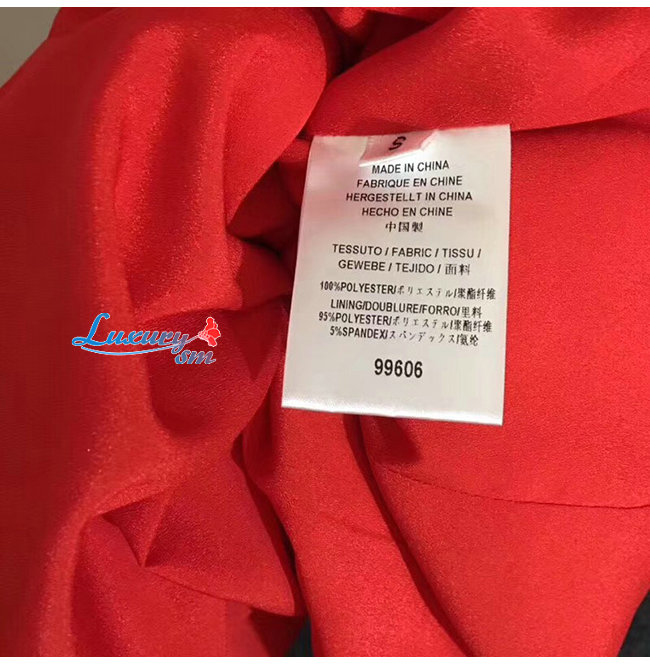 S
MADE IN CHINA
FABRIQUE EN CHINE
HERGESTELLT IN CHINA
HECHO EN CHINE
中国製
TESSUTO / FABRIC / TISSU /
GEWEBE / TEJIDO / 面料
100%POLYESTER/ポリエステル/聚酯纤维
LINING/DOUBLURE/FORRO/里料
95%POLYESTER/ポリエステル/聚酯纤维
5%SPANDEX/スパンデックス/氨纶
99606
Luxury
sm